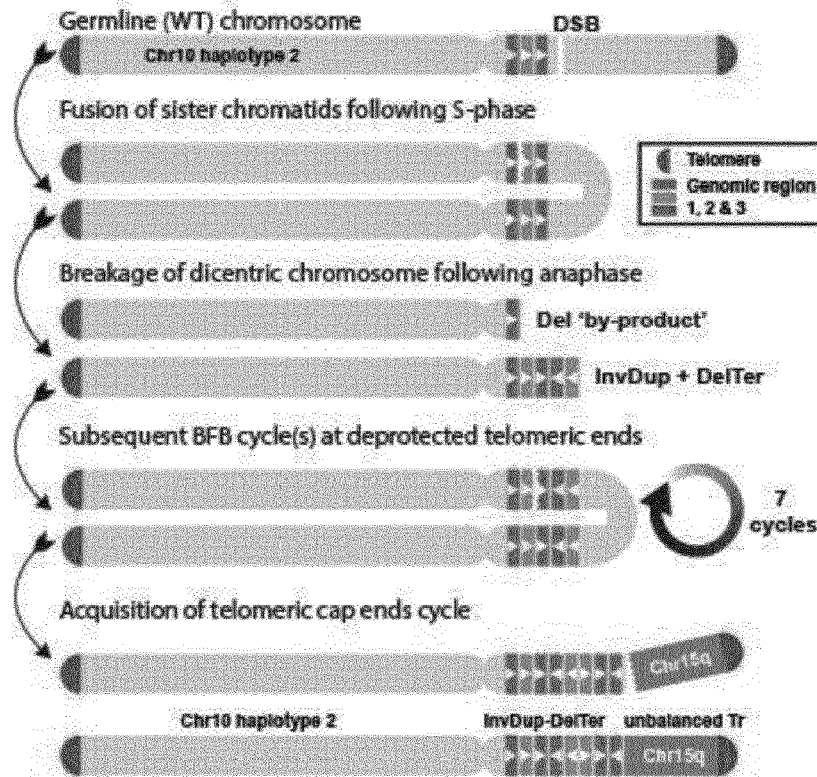 Germline (WT) chromosome
DSB
Chr10 haplotype 2
Fusion of sister chromatids following S-phase
Telomere
Genomic region
1, 2 & 3
Breakage of dicentric chromosome following anaphase
Del 'by-product'
InvDup + DelTer
Subsequent BFB cycle(s) at deprotected telomeric ends
7
cycles
Acquisition of telomeric cap ends cycle
Chr15q
Chr10 haplotype 2
InvDup-DelTer
unbalanced Tr
Chr15q